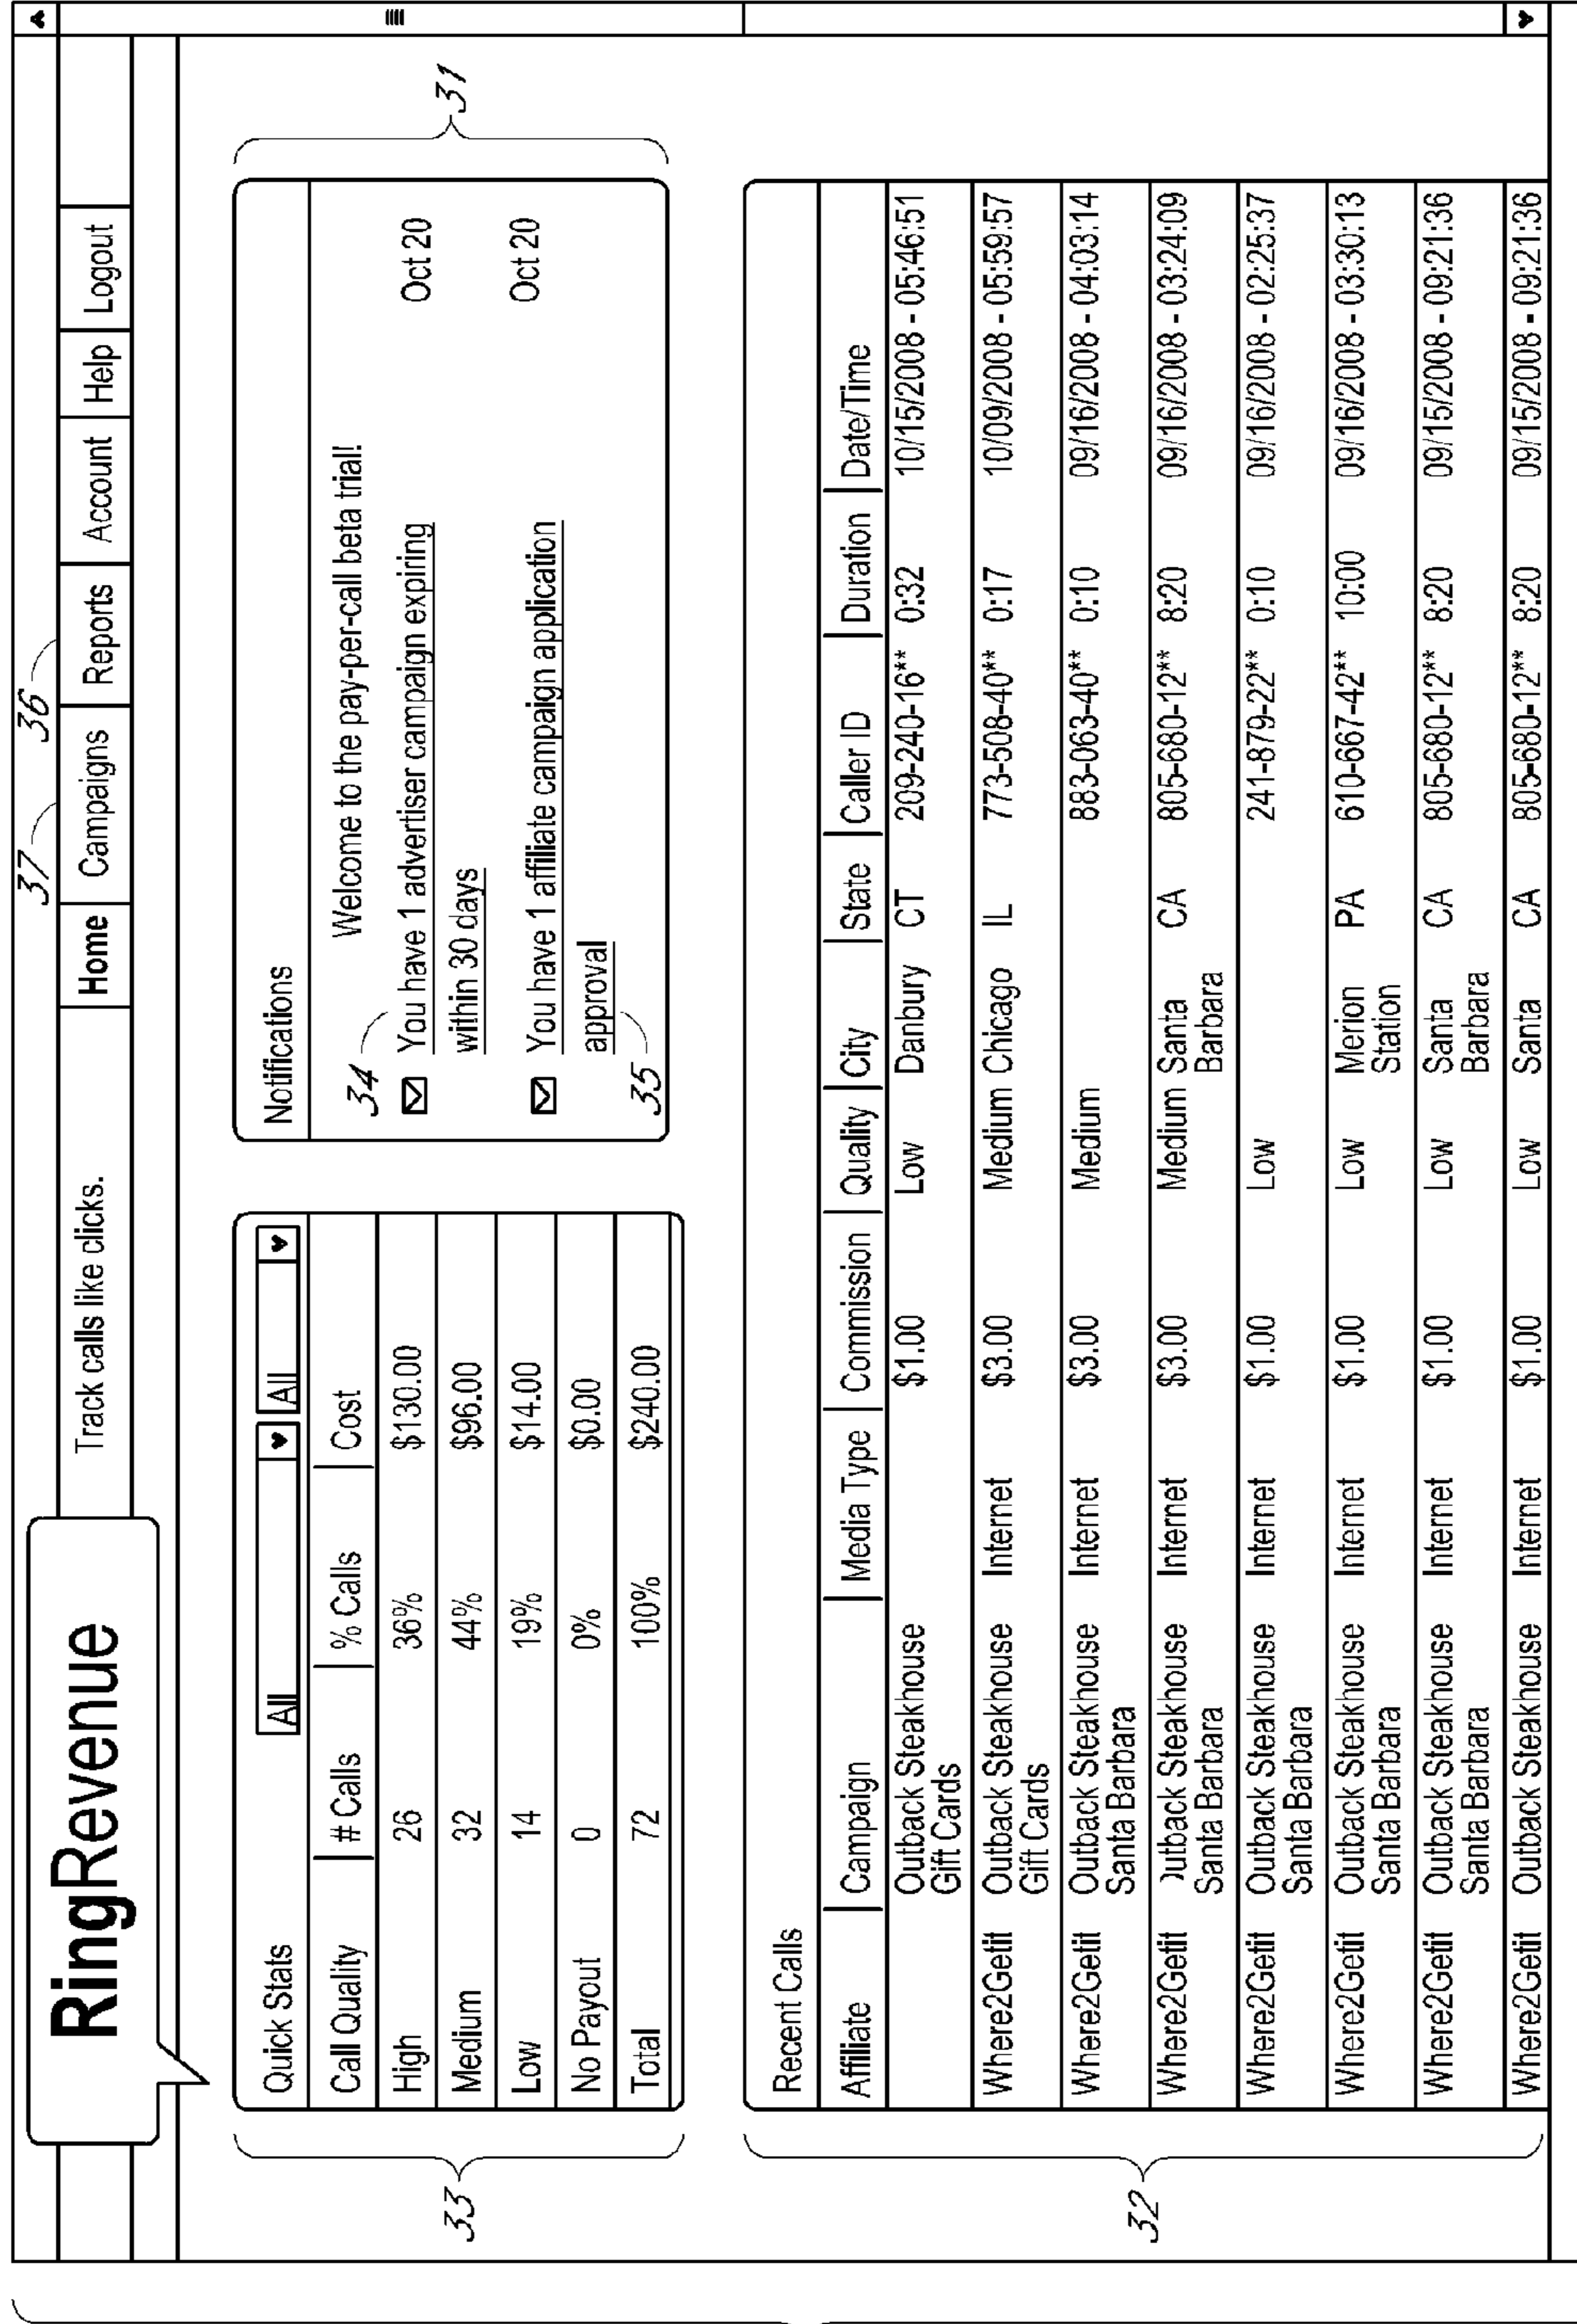 37 36
RingRevenue Track calls like clicks. Home Campaigns Reports Account Help Logout
33
Quick Stats All All
Call Quality # Calls % Calls Cost
High 26 36% $130.00
Medium 32 44% $96.00
Low 14 19% $14.00
No Payout 0 0% $0.00
Total 72 100% $240.00
Notifications
Welcome to the pay-per-call beta trial!
34
You have 1 advertiser campaign expiring Oct 20
within 30 days
You have 1 affiliate campaign application Oct 20
approval
35
31
32
Recent Calls
Affiliate Campaign Media Type Commission Quality City State Caller ID Duration Date/Time
Outback Steakhouse $1.00 Low Danbury CT 209-240-16** 0:32 10/15/2008 - 05:46:51
Gift Cards
Where2Getit Outback Steakhouse Internet $3.00 Medium Chicago IL 773-508-40** 0:17 10/09/2008 - 05:59:57
Gift Cards
Where2Getit Outback Steakhouse Internet $3.00 Medium 883-063-40** 0:10 09/16/2008 - 04:03:14
Santa Barbara
Where2Getit Outback Steakhouse Internet $3.00 Medium Santa CA 805-680-12** 8:20 09/16/2008 - 03:24:09
Santa Barbara Barbara
Where2Getit Outback Steakhouse Internet $1.00 Low 241-879-22** 0:10 09/16/2008 - 02:25:37
Santa Barbara
Where2Getit Outback Steakhouse Internet $1.00 Low Merion PA 610-667-42** 10:00 09/16/2008 - 03:30:13
Santa Barbara Station
Where2Getit Outback Steakhouse Internet $1.00 Low Santa CA 805-680-12** 8:20 09/15/2008 - 09:21:36
Santa Barbara Barbara
Where2Getit Outback Steakhouse Internet $1.00 Low Santa CA 805-680-12** 8:20 09/15/2008 - 09:21:36